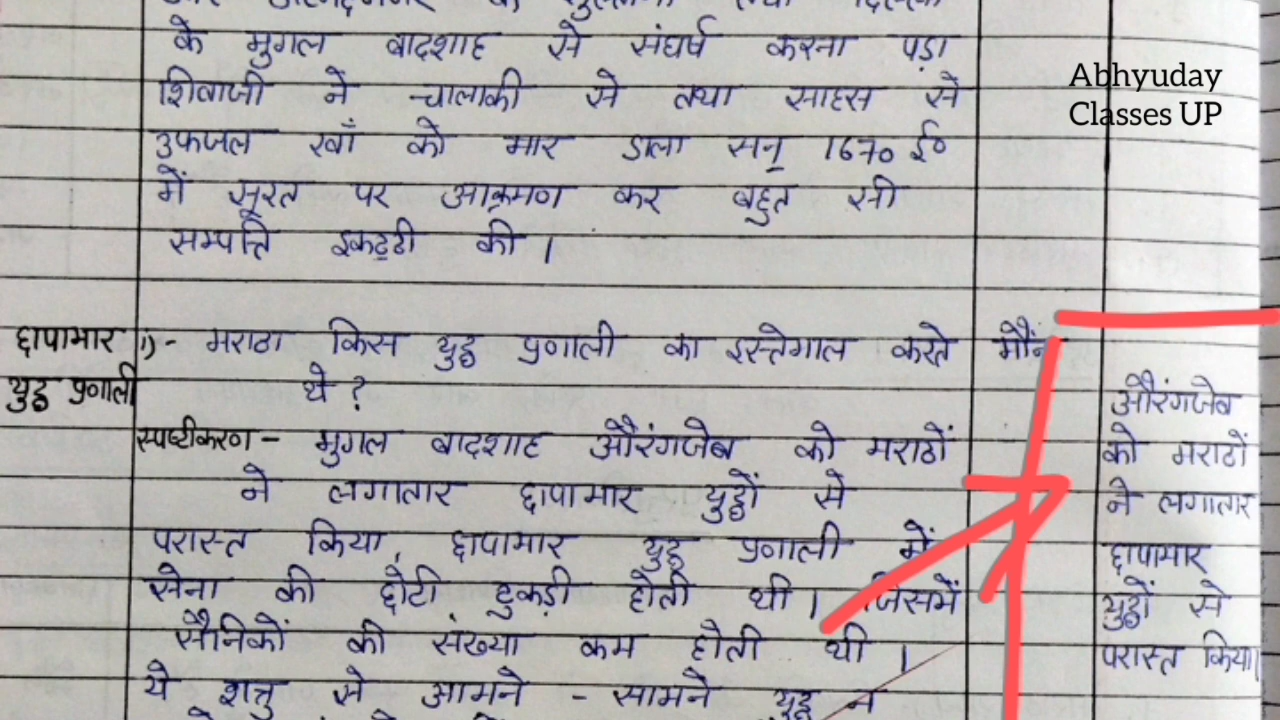 के मुगल बादशाह से संघर्ष करना पड़ा
शिवाजी ने चालाकी से तथा साहस से
उफजल खाँ को मार डाला सन् 1670 ई०
में सूरत पर आक्रमण कर बहुत सी
सम्पत्ति इकट्ठी की ।
Abhyuday
Classes UP
छापामार
युद्ध प्रणाली
1)- मराठा किस युद्ध प्रणाली का इस्तेगाल करते
थे ?
मौन
स्पष्टीकरण - मुगल बादशाह औरंगजेब को मराठों
ने लगातार छापामार युद्धों से
परास्त किया, छापामार युद्ध प्रणाली में
सेना की छोटी टुकड़ी होती थी । जिसमें
सैनिकों की संख्या कम होती थी ।
ये शत्रु से आमने - सामने युद्ध न
औरंगजेब
को मराठों
ने लगातार
छापामार
युद्धों से
परास्त किया।